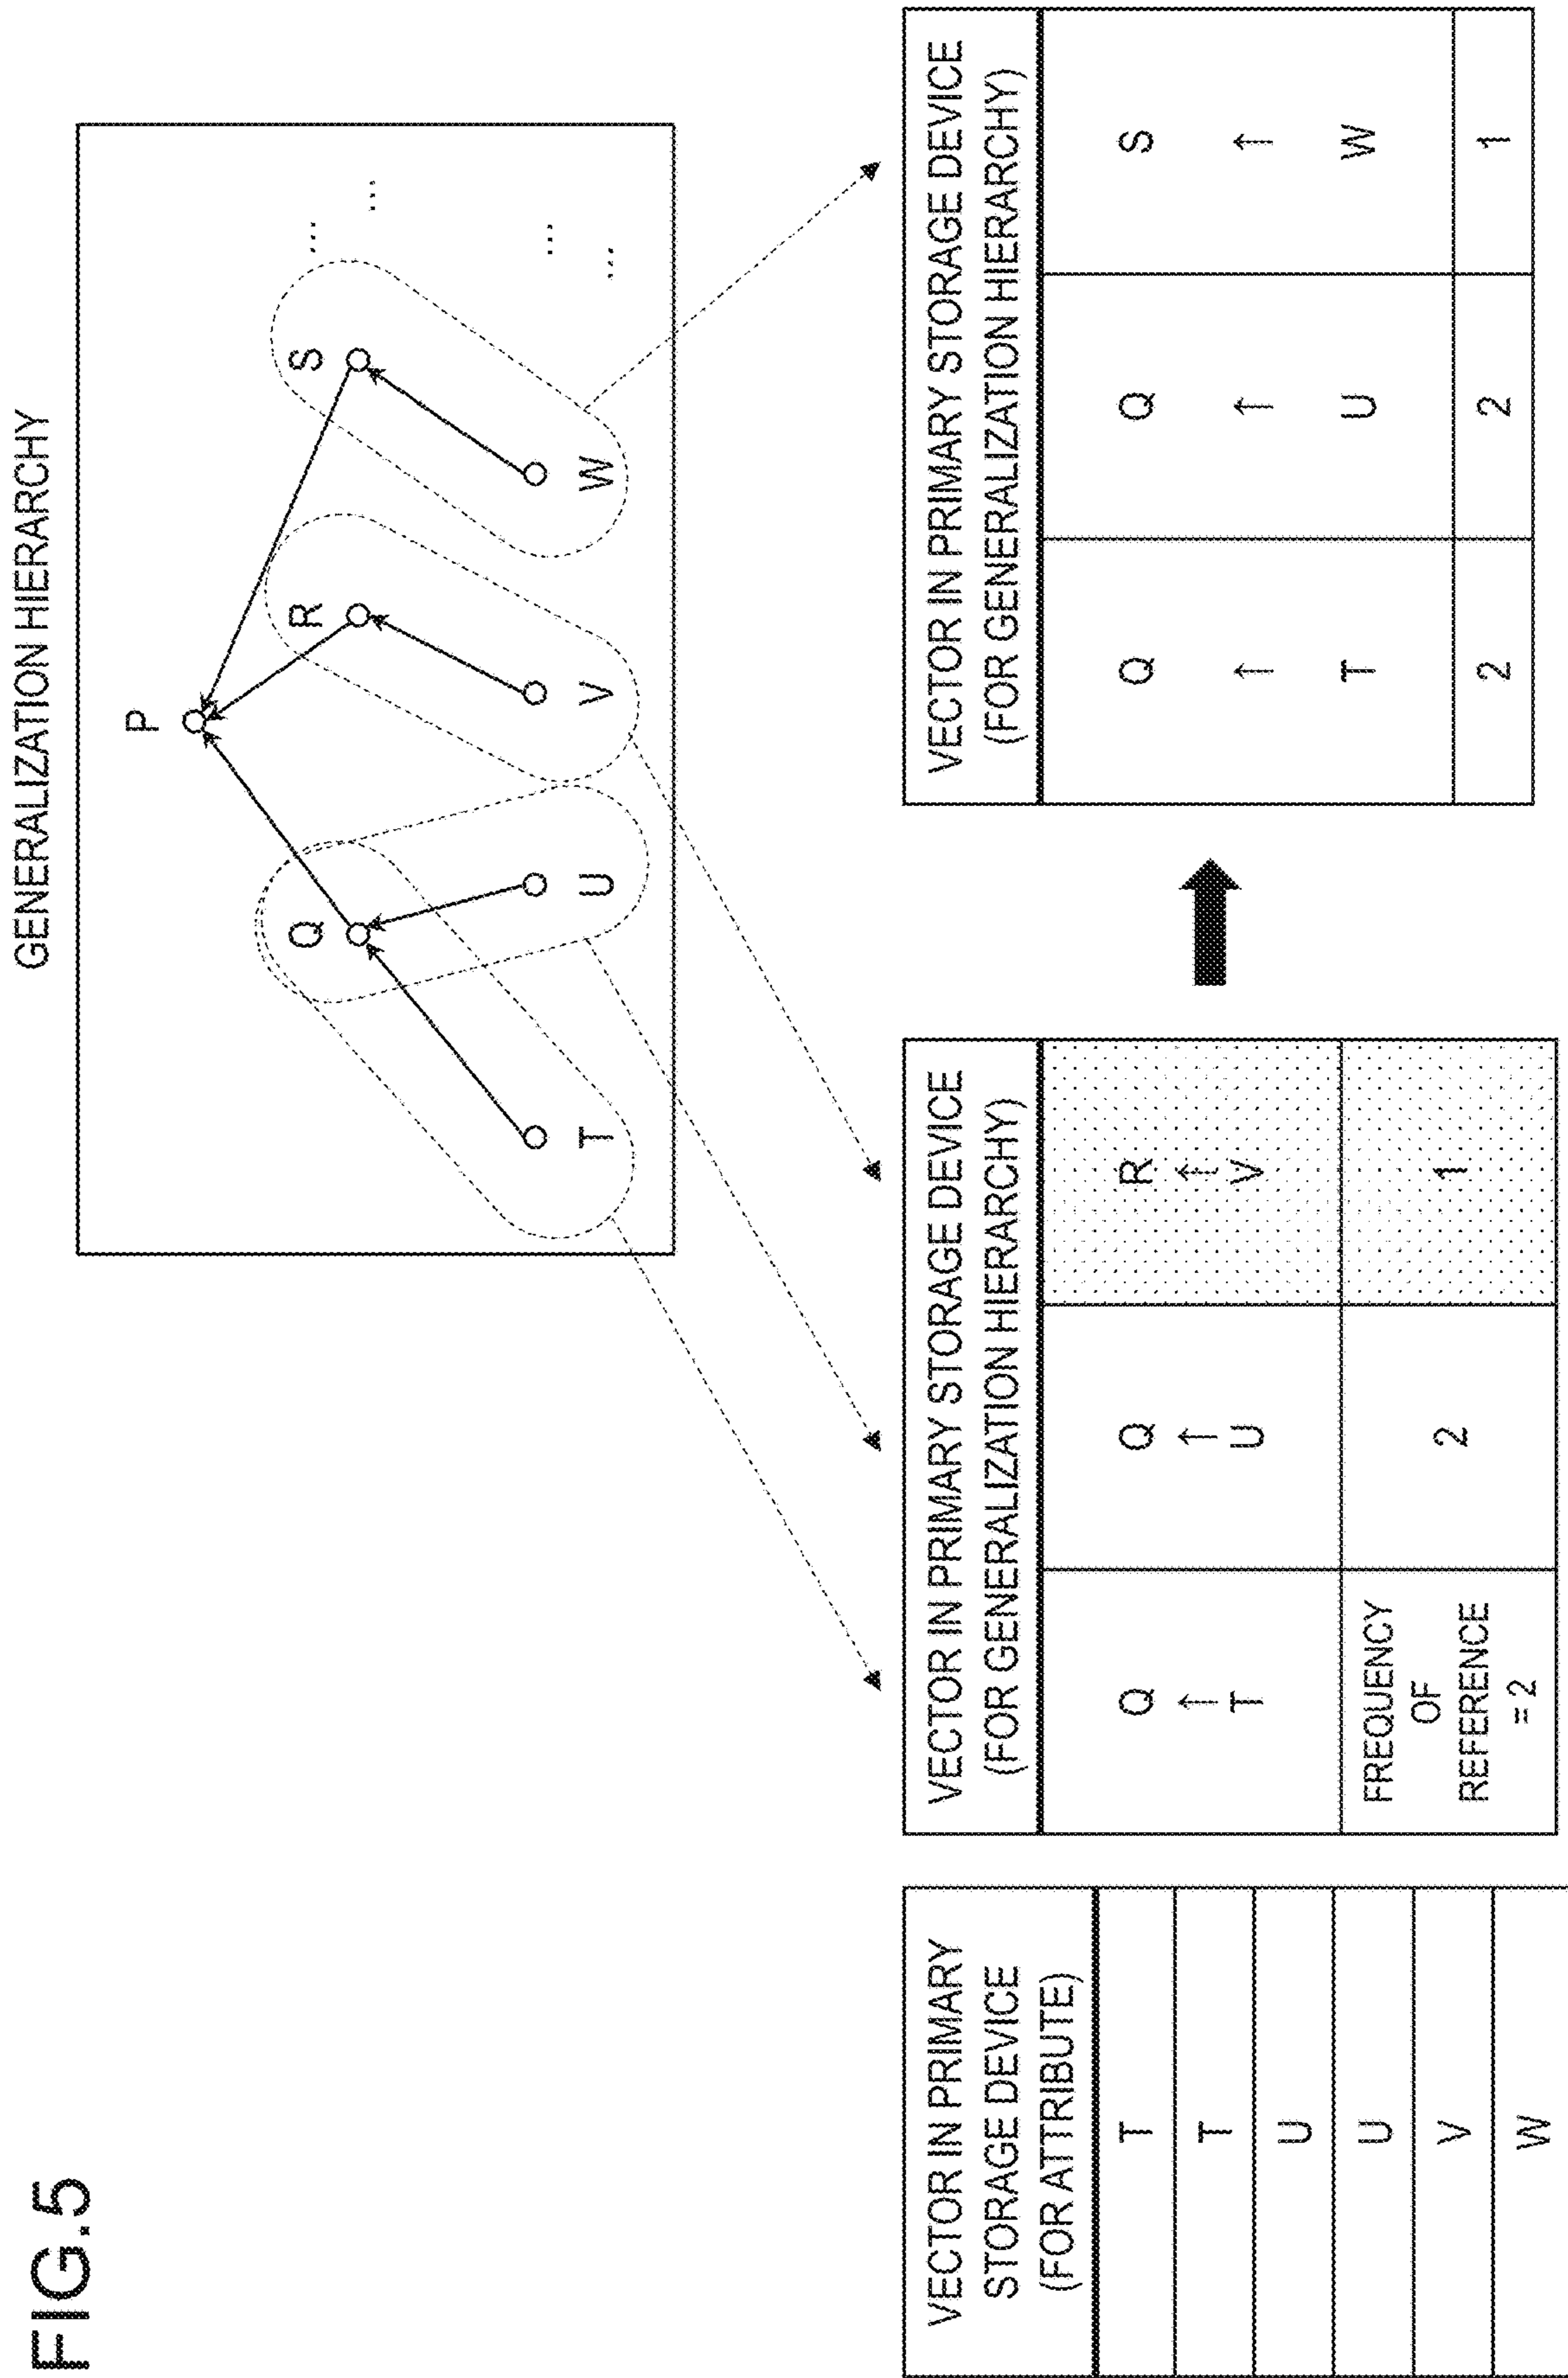 FIG.5
GENERALIZATION HIERARCHY
P
Q
R
S
...
...
T
U
V
W
...
...
VECTOR IN PRIMARY
STORAGE DEVICE
(FOR ATTRIBUTE)
T
T
U
U
V
W
VECTOR IN PRIMARY STORAGE DEVICE
(FOR GENERALIZATION HIERARCHY)
Q Q R
↑ ↑ ↑
T U V
FREQUENCY
OF
REFERENCE
= 2
2
1
VECTOR IN PRIMARY STORAGE DEVICE
(FOR GENERALIZATION HIERARCHY)
Q Q S
↑ ↑ ↑
T U W
2 2 1